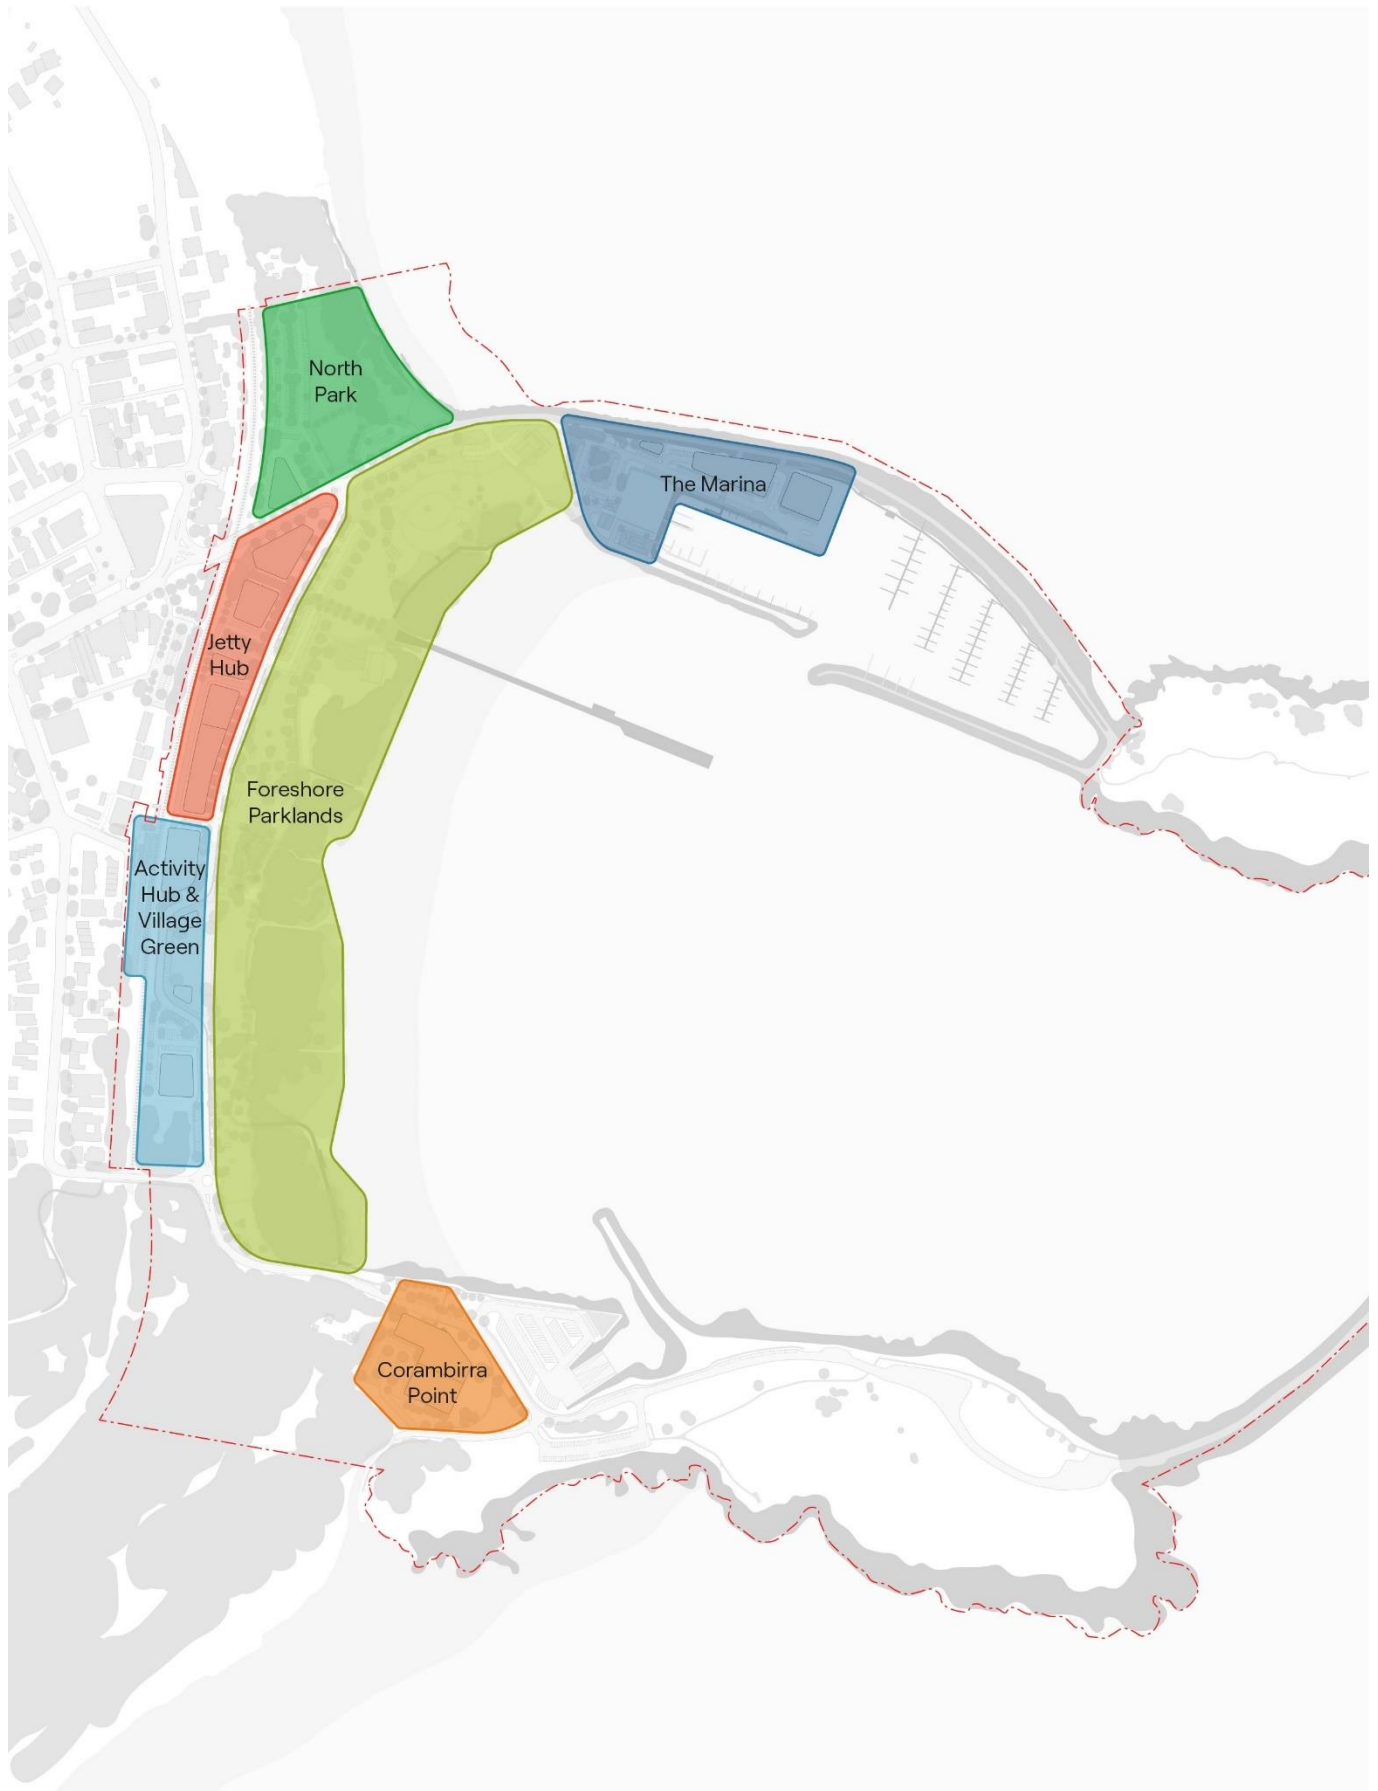 North
Park
The Marina
Jetty
Hub
Foreshore
Parklands
Activity
Hub &
Village
Green
Corambirra
Point